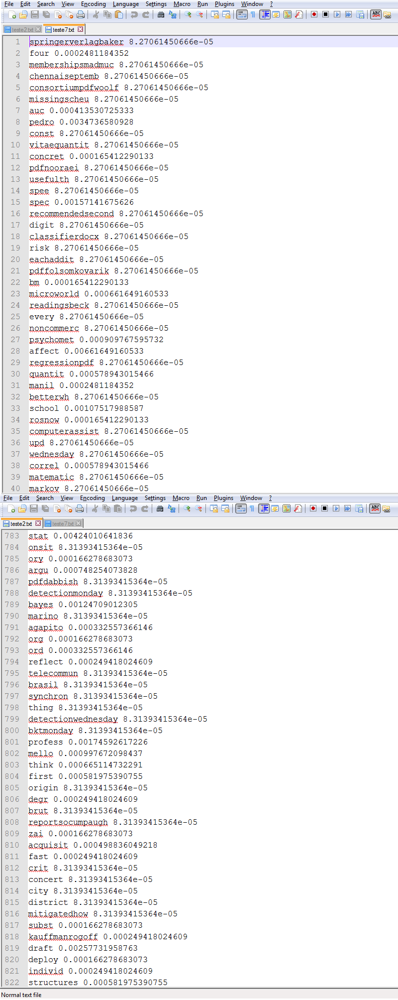 File Edit Search View Encoding Language Settings Macro Run Plugins Window ?
ABC
teste2.txt teste7.txt
1 springerverlagbaker 8.27061450666e-05
2 four 0.0002481184352
3 membershipsmadmuc 8.27061450666e-05
4 chennaiseptemb 8.27061450666e-05
5 consortiumpdfwoolf 8.27061450666e-05
6 missingscheu 8.27061450666e-05
7 auc 0.000413530725333
8 pedro 0.0034736580928
9 const 8.27061450666e-05
10 vitaequantit 8.27061450666e-05
11 concret 0.000165412290133
12 pdfnooraei 8.27061450666e-05
13 usefulth 8.27061450666e-05
14 spee 8.27061450666e-05
15 spec 0.00157141675626
16 recommendedsecond 8.27061450666e-05
17 digit 8.27061450666e-05
18 classifierdocx 8.27061450666e-05
19 risk 8.27061450666e-05
20 eachaddit 8.27061450666e-05
21 pdffolsomkovarik 8.27061450666e-05
22 bm 0.000165412290133
23 microworld 0.000661649160533
24 readingsbeck 8.27061450666e-05
25 every 8.27061450666e-05
26 noncommerc 8.27061450666e-05
27 psychomet 0.000909767595732
28 affect 0.00661649160533
29 regressionpdf 8.27061450666e-05
30 quantit 0.000578943015466
31 manil 0.0002481184352
32 betterwh 8.27061450666e-05
33 school 0.00107517988587
34 rosnow 0.000165412290133
35 computerassist 8.27061450666e-05
36 upd 8.27061450666e-05
37 wednesday 8.27061450666e-05
38 correl 0.000578943015466
39 matematic 8.27061450666e-05
40 markov 8.27061450666e-05
File Edit Search View Encoding Language Settings Macro Run Plugins Window ?
ABC
teste2.txt teste7.txt
783 stat 0.00424010641836
784 onsit 8.31393415364e-05
785 ory 0.000166278683073
786 argu 0.000748254073828
787 pdfdabbish 8.31393415364e-05
788 detectionmonday 8.31393415364e-05
789 bayes 0.00124709012305
790 marino 8.31393415364e-05
791 agapito 0.000332557366146
792 org 0.000166278683073
793 ord 0.000332557366146
794 reflect 0.000249418024609
795 telecommun 8.31393415364e-05
796 brasil 8.31393415364e-05
797 synchron 8.31393415364e-05
798 thing 8.31393415364e-05
799 detectionwednesday 8.31393415364e-05
800 bktmonday 8.31393415364e-05
801 profess 0.00174592617226
802 mello 0.000997672098437
803 think 0.000665114732291
804 first 0.000581975390755
805 origin 8.31393415364e-05
806 degr 0.000249418024609
807 brut 8.31393415364e-05
808 reportsocumpaugh 8.31393415364e-05
809 zai 0.000166278683073
810 acquisit 0.000498836049218
811 fast 0.000249418024609
812 crit 8.31393415364e-05
813 concert 8.31393415364e-05
814 city 8.31393415364e-05
815 district 8.31393415364e-05
816 mitigatedhow 8.31393415364e-05
817 subst 0.000166278683073
818 kauffmanrogoff 0.000249418024609
819 draft 0.00257731958763
820 deploy 0.000166278683073
821 individ 0.000249418024609
822 structures 0.000581975390755
Normal text file